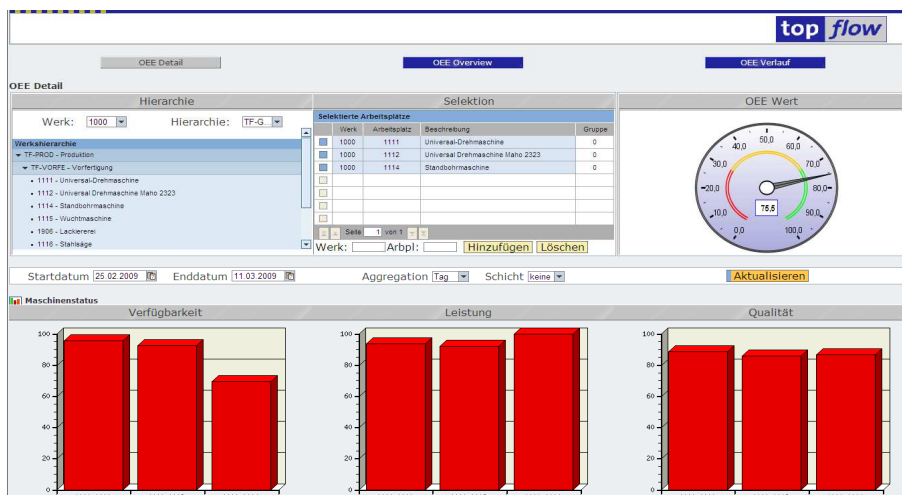 top flow
OEE Detail OEE Overview OEE Verlauf
OEE Detail
Hierarchie Selektion OEE Wert
Werk: 1000 Hierarchie: TF-G...
Werkshierarchie
TF-PROD - Produktion
TF-VORFE - Vorfertigung
1111 - Universal-Drehmaschine
1112 - Universal Drehmaschine Maho 2323
1114 - Standbohrmaschine
1115 - Wuchtmaschine
1906 - Lackiererei
1116 - Stahlsäge
Selektierte Arbeitsplätze
Werk Arbeitsplatz Beschreibung Gruppe
1000 1111 Universal-Drehmaschine 0
1000 1112 Universal Drehmaschine Maho 2323 0
1000 1114 Standbohrmaschine 0
Seite 1 von 1
Werk: Arbpl: Hinzufügen Löschen
0,0 10,0 20,0 30,0 40,0 50,0 60,0 70,0 80,0 90,0 100,0
75,5
Startdatum 25.02.2009 Enddatum 11.03.2009 Aggregation Tag Schicht keine Aktualisieren
Maschinenstatus
Verfügbarkeit Leistung Qualität
100 100 100
80 80 80
60 60 60
40 40 40
20 20 20
0 0 0